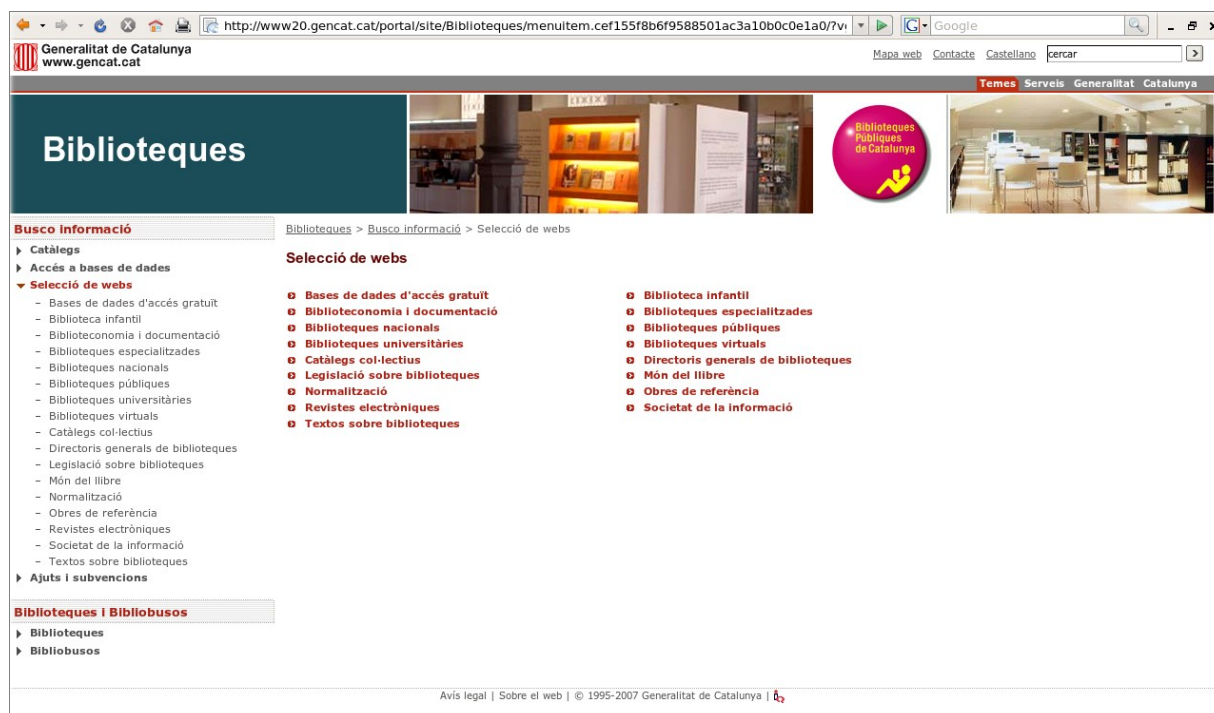 http://www20.gencat.cat/portal/site/Biblioteques/menuitem.cef155f8b6f9588501ac3a10b0c0e1a0/?v
Google
Generalitat de Catalunya
www.gencat.cat
Mapa web Contacte Castellano cercar
Temes Serveis Generalitat Catalunya
Biblioteques
Biblioteques
Públiques
de Catalunya
Busco informació
Catàlegs
Accés a bases de dades
Selecció de webs
– Bases de dades d'accés gratuït
– Biblioteca infantil
– Biblioteconomia i documentació
– Biblioteques especialitzades
– Biblioteques nacionals
– Biblioteques públiques
– Biblioteques universitàries
– Biblioteques virtuals
– Catàlegs col·lectius
– Directoris generals de biblioteques
– Legislació sobre biblioteques
– Món del llibre
– Normalització
– Obres de referència
– Revistes electròniques
– Societat de la informació
– Textos sobre biblioteques
Ajuts i subvencions
Biblioteques i Bibliobusos
Biblioteques
Bibliobusos
Biblioteques > Busco informació > Selecció de webs
Selecció de webs
Bases de dades d'accés gratuït
Biblioteconomia i documentació
Biblioteques nacionals
Biblioteques universitàries
Catàlegs col·lectius
Legislació sobre biblioteques
Normalització
Revistes electròniques
Textos sobre biblioteques
Biblioteca infantil
Biblioteques especialitzades
Biblioteques públiques
Biblioteques virtuals
Directoris generals de biblioteques
Món del llibre
Obres de referència
Societat de la informació
Avís legal | Sobre el web | © 1995-2007 Generalitat de Catalunya |